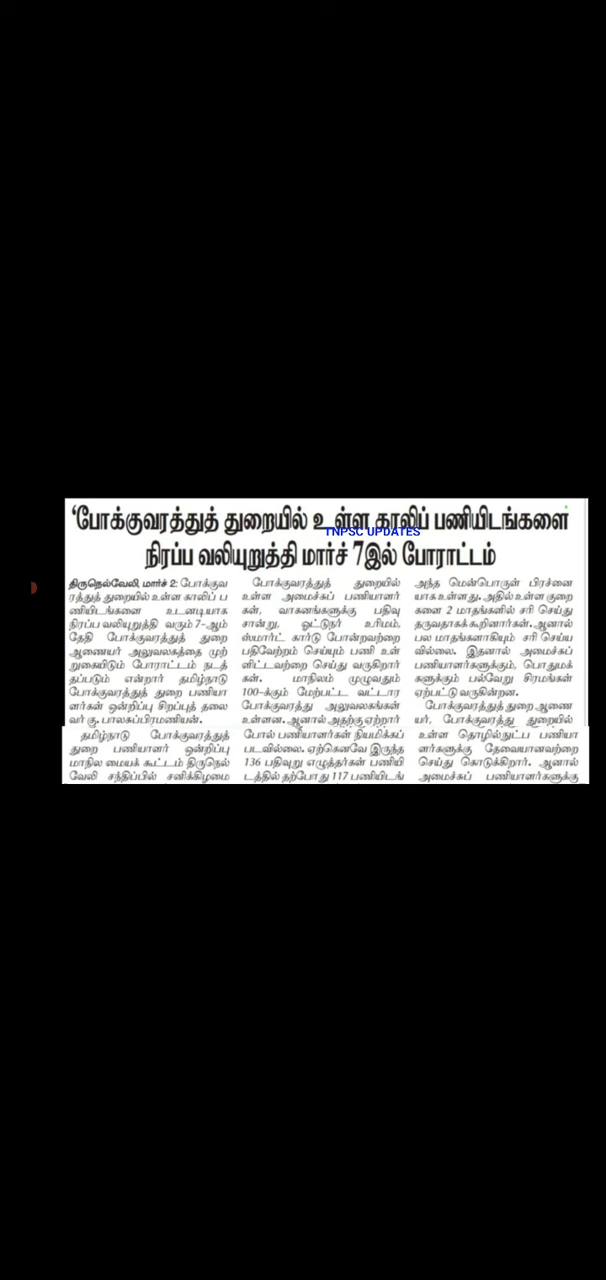 ‘போக்குவரத்துத் துறையில் உள்ள காலிப் பணியிடங்களை
TNPSC UPDATES
நிரப்ப வலியுறுத்தி மார்ச் 7இல் போராட்டம்
திருநெல்வேலி, மார்ச் 2: போக்குவ
ரத்துத் துறையில் உள்ள காலிப் ப
ணியிடங்களை உடனடியாக
நிரப்ப வலியுறுத்தி வரும் 7-ஆம்
தேதி போக்குவரத்துத் துறை
ஆணையர் அலுவலகத்தை முற்
றுகையிடும் போராட்டம் நடத்
தப்படும் என்றார் தமிழ்நாடு
போக்குவரத்துத் துறை பணியா
ளர்கள் ஒன்றிப்பு சிறப்புத் தலை
வர் கு. பாலசுப்பிரமணியன்.
தமிழ்நாடு போக்குவரத்துத்
துறை பணியாளர் ஒன்றிப்பு
மாநில மையக் கூட்டம் திருநெல்
வேலி சந்திப்பில் சனிக்கிழமை
போக்குவரத்துத் துறையில்
உள்ள அமைச்சுப் பணியாளர்
கள், வாகனங்களுக்கு பதிவு
சான்று, ஓட்டுநர் உரிமம்,
ஸ்மார்ட் கார்டு போன்றவற்றை
பதிவேற்றம் செய்யும் பணி உள்
ளிட்டவற்றை செய்து வருகிறார்
கள். மாநிலம் முழுவதும்
100-க்கும் மேற்பட்ட வட்டார
போக்குவரத்து அலுவலகங்கள்
உள்ளன. ஆனால் அதற்கு ஏற்றார்
போல் பணியாளர்கள் நியமிக்கப்
படவில்லை. ஏற்கெனவே இருந்த
136 பதிவுறு எழுத்தர்கள் பணியி
டத்தில் தற்போது 117 பணியிடங்
அந்த மென்பொருள் பிரச்னை
யாக உள்ளது. அதில் உள்ள குறை
களை 2 மாதங்களில் சரி செய்து
தருவதாகக் கூறினார்கள். ஆனால்
பல மாதங்களாகியும் சரி செய்ய
வில்லை. இதனால் அமைச்சுப்
பணியாளர்களுக்கும், பொதுமக்
களுக்கும் பல்வேறு சிரமங்கள்
ஏற்பட்டு வருகின்றன.
போக்குவரத்துத் துறை ஆணை
யர், போக்குவரத்து துறையில்
உள்ள தொழில்நுட்ப பணியா
ளர்களுக்கு தேவையானவற்றை
செய்து கொடுக்கிறார். ஆனால்
அமைச்சுப் பணியாளர்களுக்கு